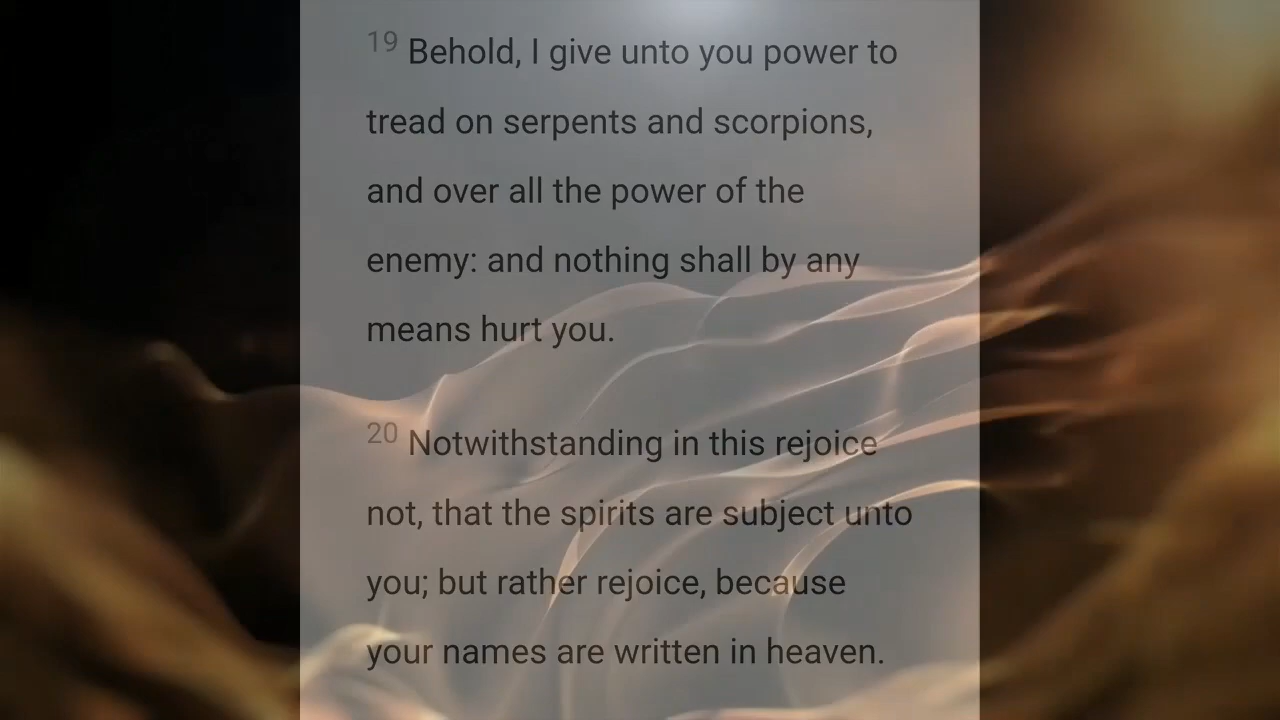 19 Behold, I give unto you power to
tread on serpents and scorpions,
and over all the power of the
enemy: and nothing shall by any
means hurt you.
20 Notwithstanding in this rejoice
not, that the spirits are subject unto
you; but rather rejoice, because
your names are written in heaven.